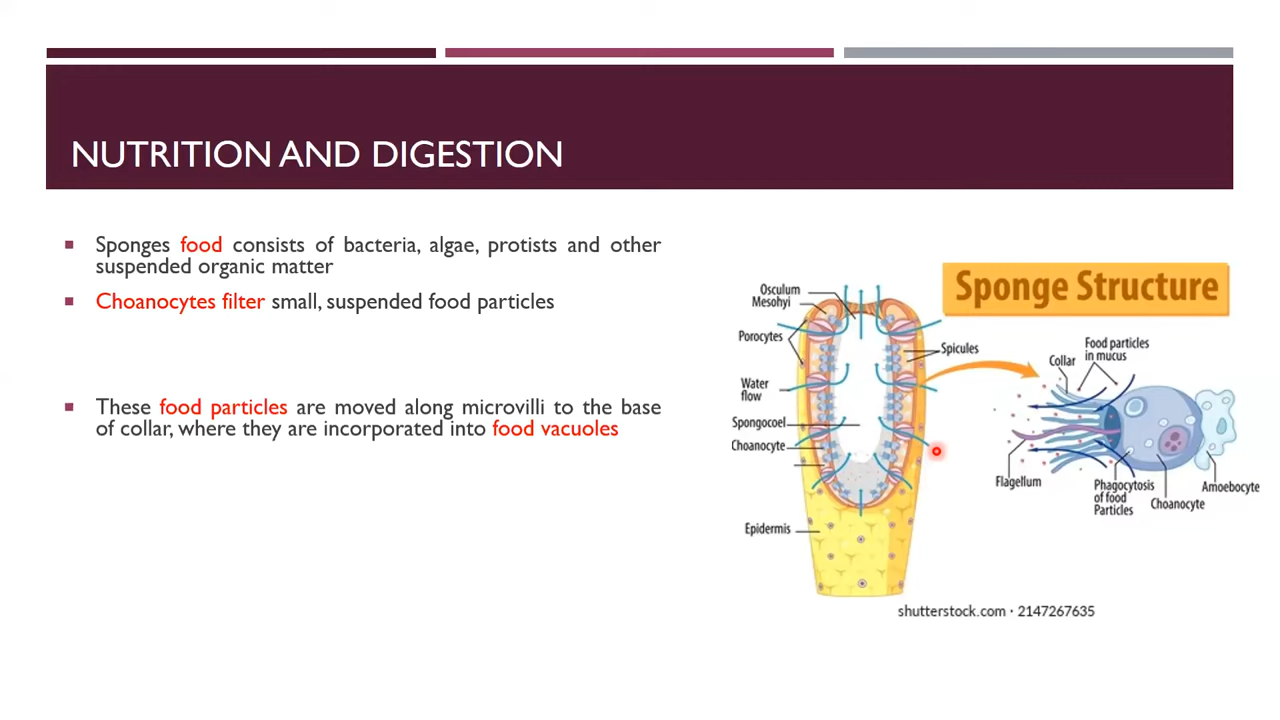 NUTRITION AND DIGESTION
Sponges food consists of bacteria, algae, protists and other
suspended organic matter
Choanocytes filter small, suspended food particles
These food particles are moved along microvilli to the base
of collar, where they are incorporated into food vacuoles
Sponge Structure
Osculum
Mesohyi
Porocytes
Water
flow
Spongocoel
Choanocyte
Epidermis
Spicules
Collar
Food particles
in mucus
Flagellum
Phagocytosis
of food
Particles
Choanocyte
Amoebocyte
shutterstock.com · 2147267635